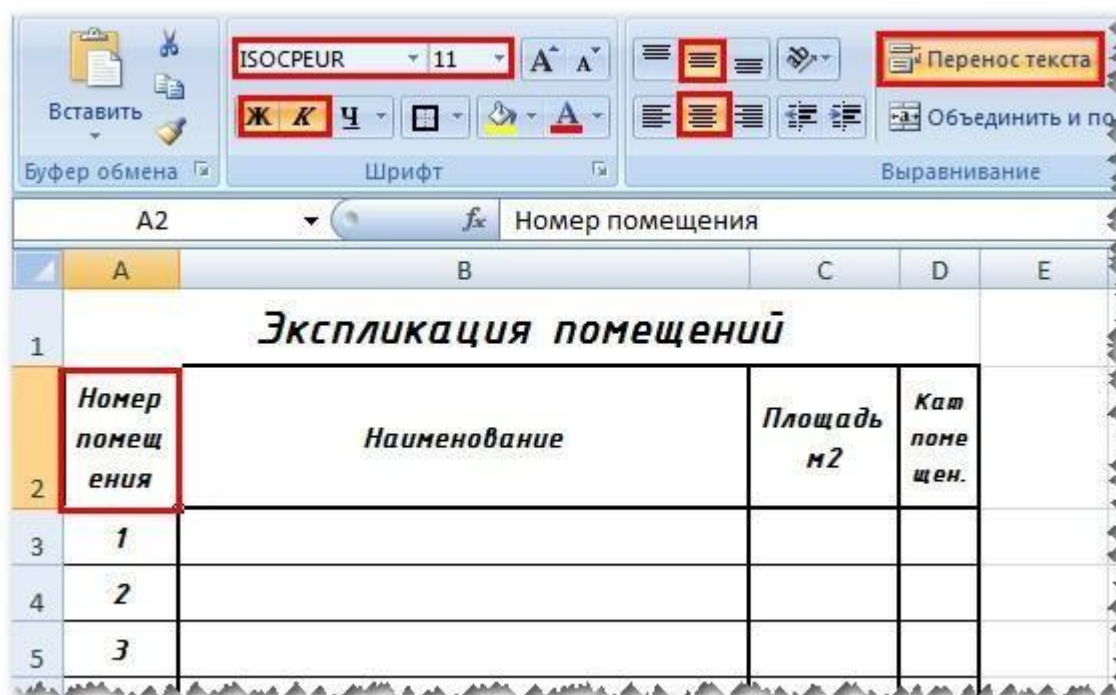 ISOCPEUR 11 A A
Перенос текста
Вставить
Ж К Ч A
Объединить и по
Буфер обмена Шрифт Выравнивание
A2 fx Номер помещения
A B C D E
1 Экспликация помещений
Номер
помещ
ения
Наименование
Площадь
м2
Кат
поме
щен.
2
3 1
4 2
5 3